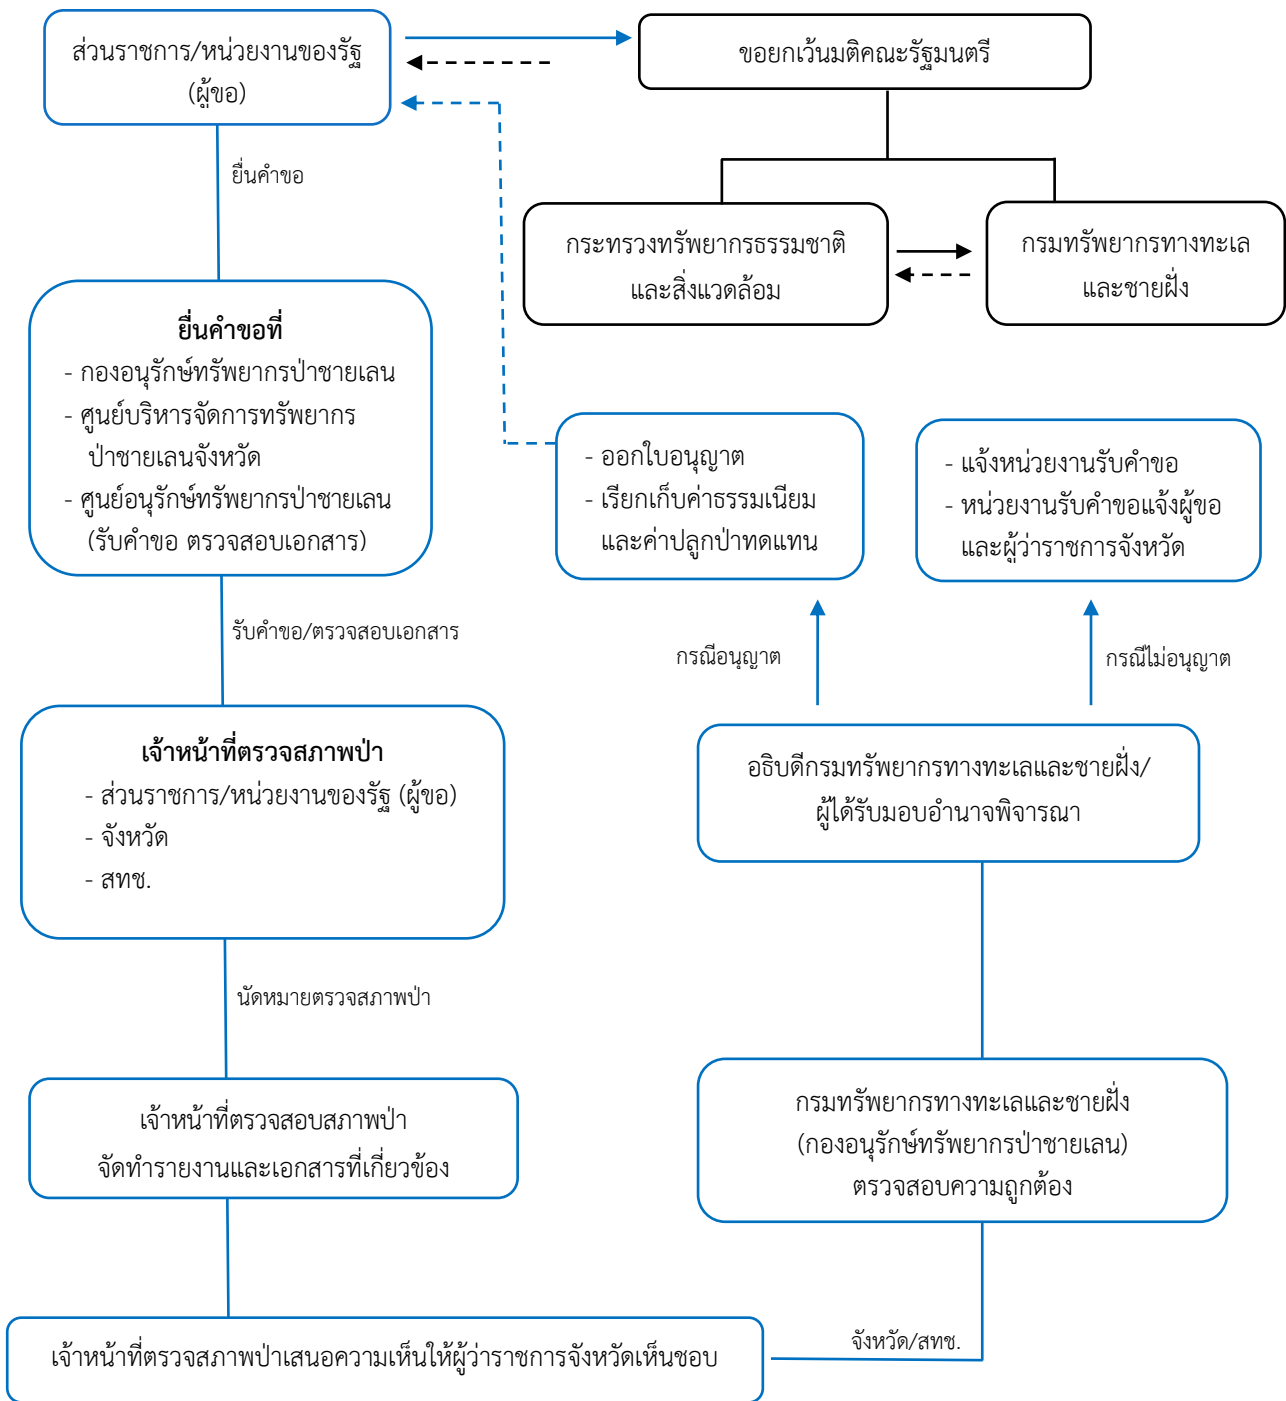 ส่วนราชการ/หน่วยงานของรัฐ
(ผู้ขอ)
ขอยกเว้นมติคณะรัฐมนตรี
ยื่นคำขอ
กระทรวงทรัพยากรธรรมชาติ
และสิ่งแวดล้อม
กรมทรัพยากรทางทะเล
และชายฝั่ง
ยื่นคำขอที่
- กองอนุรักษ์ทรัพยากรป่าชายเลน
- ศูนย์บริหารจัดการทรัพยากร
ป่าชายเลนจังหวัด
- ศูนย์อนุรักษ์ทรัพยากรป่าชายเลน
(รับคำขอ ตรวจสอบเอกสาร)
- ออกใบอนุญาต
- เรียกเก็บค่าธรรมเนียม
และค่าปลูกป่าทดแทน
- แจ้งหน่วยงานรับคำขอ
- หน่วยงานรับคำขอแจ้งผู้ขอ
และผู้ว่าราชการจังหวัด
รับคำขอ/ตรวจสอบเอกสาร
กรณีอนุญาต
กรณีไม่อนุญาต
เจ้าหน้าที่ตรวจสภาพป่า
- ส่วนราชการ/หน่วยงานของรัฐ (ผู้ขอ)
- จังหวัด
- สทช.
อธิบดีกรมทรัพยากรทางทะเลและชายฝั่ง/
ผู้ได้รับมอบอำนาจพิจารณา
นัดหมายตรวจสภาพป่า
เจ้าหน้าที่ตรวจสอบสภาพป่า
จัดทำรายงานและเอกสารที่เกี่ยวข้อง
กรมทรัพยากรทางทะเลและชายฝั่ง
(กองอนุรักษ์ทรัพยากรป่าชายเลน)
ตรวจสอบความถูกต้อง
เจ้าหน้าที่ตรวจสภาพป่าเสนอความเห็นให้ผู้ว่าราชการจังหวัดเห็นชอบ
จังหวัด/สทช.